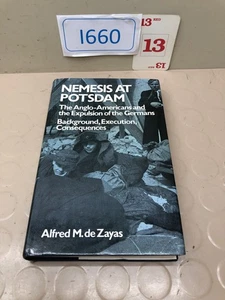 1660
13
13
NEMESIS AT
POTSDAM
The Anglo-Americans and
the Expulsion of the Germans
Background, Execution,
Consequences
Alfred M. de Zayas